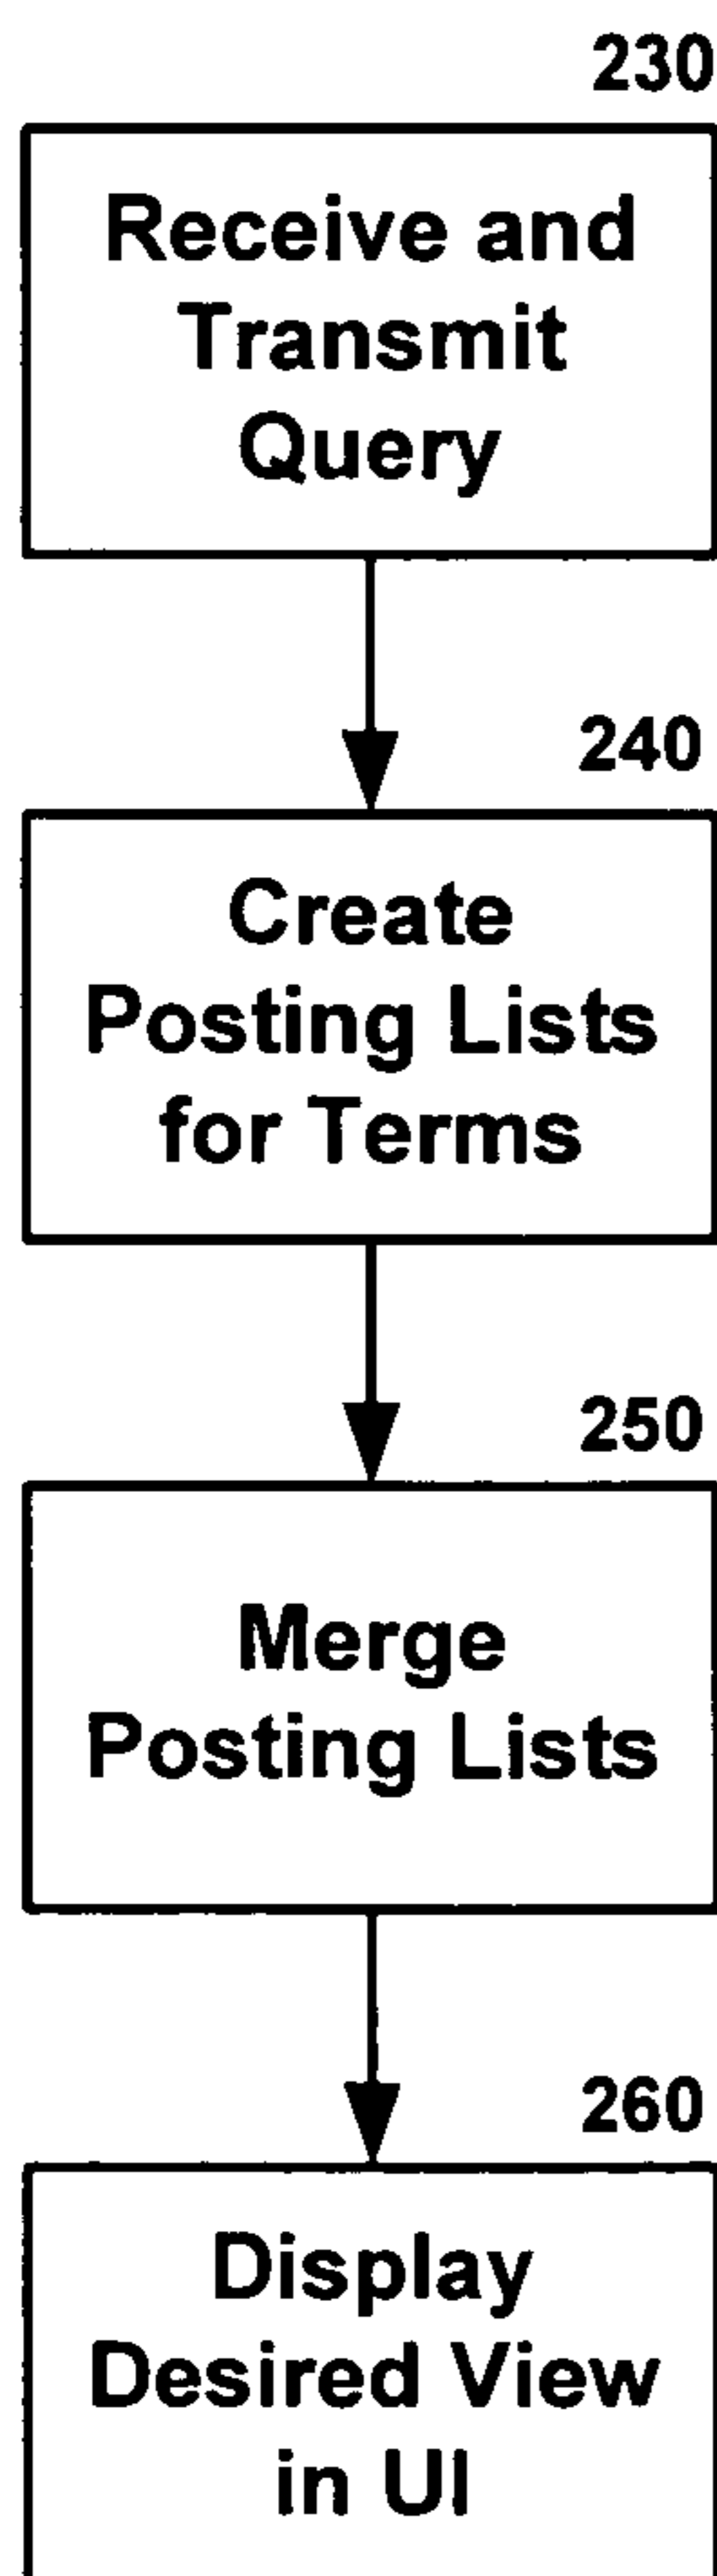 230
Receive and
Transmit
Query
240
Create
Posting Lists
for Terms
250
Merge
Posting Lists
260
Display
Desired View
in UI